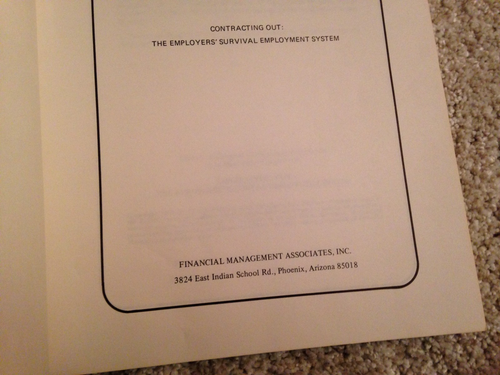 CONTRACTING OUT:
THE EMPLOYERS' SURVIVAL EMPLOYMENT SYSTEM
FINANCIAL MANAGEMENT ASSOCIATES, INC.
3824 East Indian School Rd., Phoenix, Arizona 85018